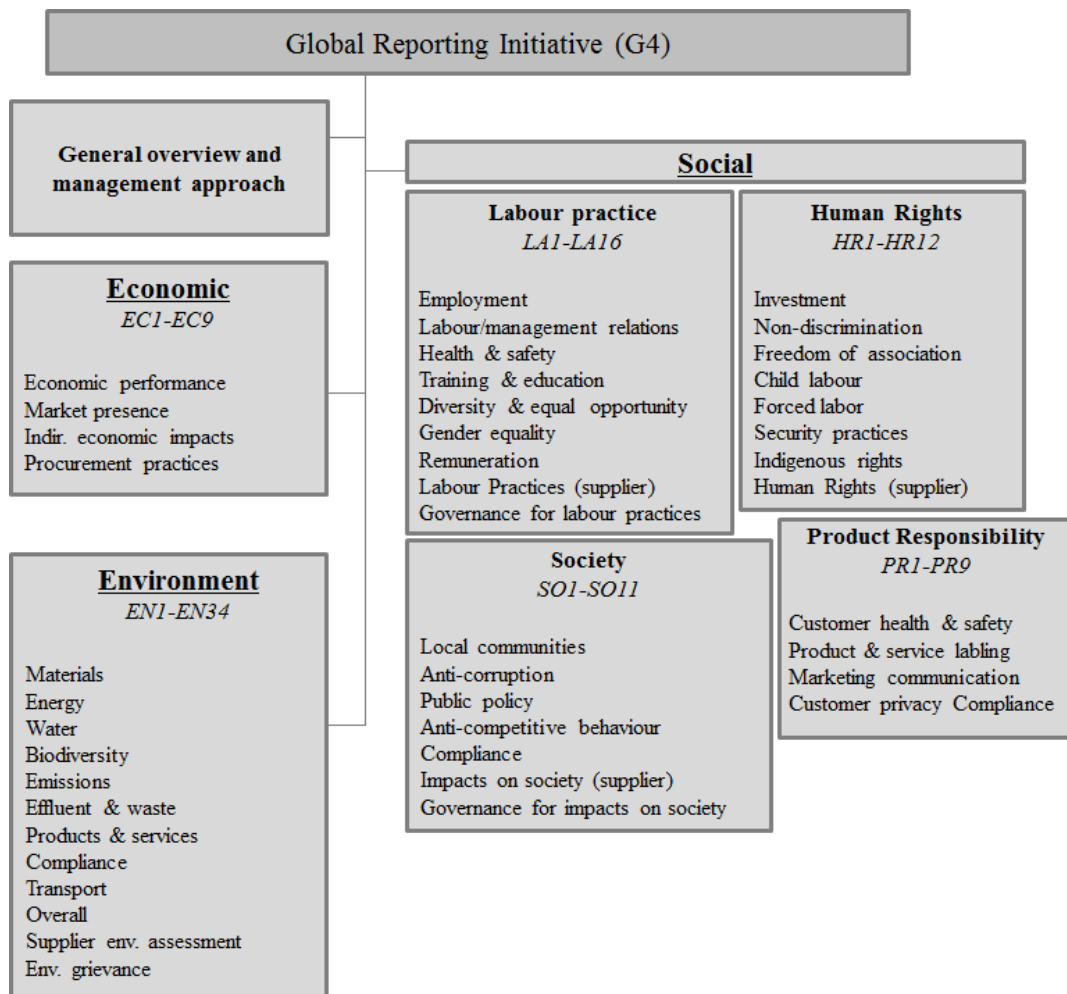 Global Reporting Initiative (G4)
General overview and
management approach
Economic
EC1-EC9
Economic performance
Market presence
Indir. economic impacts
Procurement practices
Environment
EN1-EN34
Materials
Energy
Water
Biodiversity
Emissions
Effluent & waste
Products & services
Compliance
Transport
Overall
Supplier env. assessment
Env. grievance
Social
Labour practice
LA1-LA16
Employment
Labour/management relations
Health & safety
Training & education
Diversity & equal opportunity
Gender equality
Remuneration
Labour Practices (supplier)
Governance for labour practices
Human Rights
HR1-HR12
Investment
Non-discrimination
Freedom of association
Child labour
Forced labor
Security practices
Indigenous rights
Human Rights (supplier)
Society
SO1-SO11
Local communities
Anti-corruption
Public policy
Anti-competitive behaviour
Compliance
Impacts on society (supplier)
Governance for impacts on society
Product Responsibility
PR1-PR9
Customer health & safety
Product & service labling
Marketing communication
Customer privacy Compliance